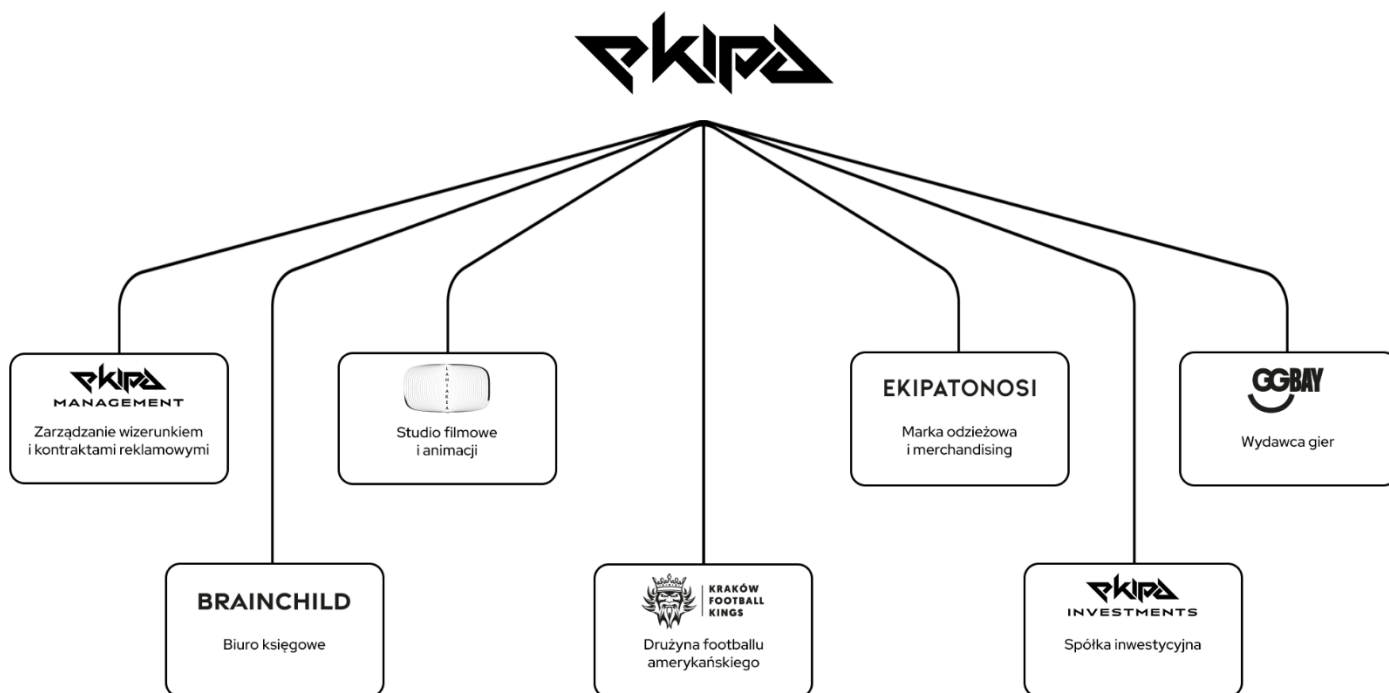 ekipa
ekipa
MANAGEMENT
Zarządzanie wizerunkiem
i kontraktami reklamowymi
LANIAKEA
Studio filmowe
i animacji
EKIPATONOSI
Marka odzieżowa
i merchandising
GGBAY
Wydawca gier
BRAINCHILD
Biuro księgowe
KRAKÓW
FOOTBALL
KINGS
Drużyna footballu
amerykańskiego
ekipa
INVESTMENTS
Spółka inwestycyjna